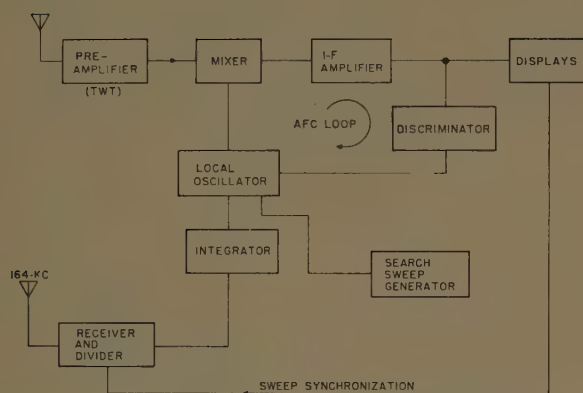 PRE-
AMPLIFIER
(TWT)
MIXER
I-F
AMPLIFIER
DISPLAYS
AFC LOOP
DISCRIMINATOR
LOCAL
OSCILLATOR
INTEGRATOR
SEARCH
SWEEP
GENERATOR
164-KC
RECEIVER
AND
DIVIDER
SWEEP SYNCHRONIZATION